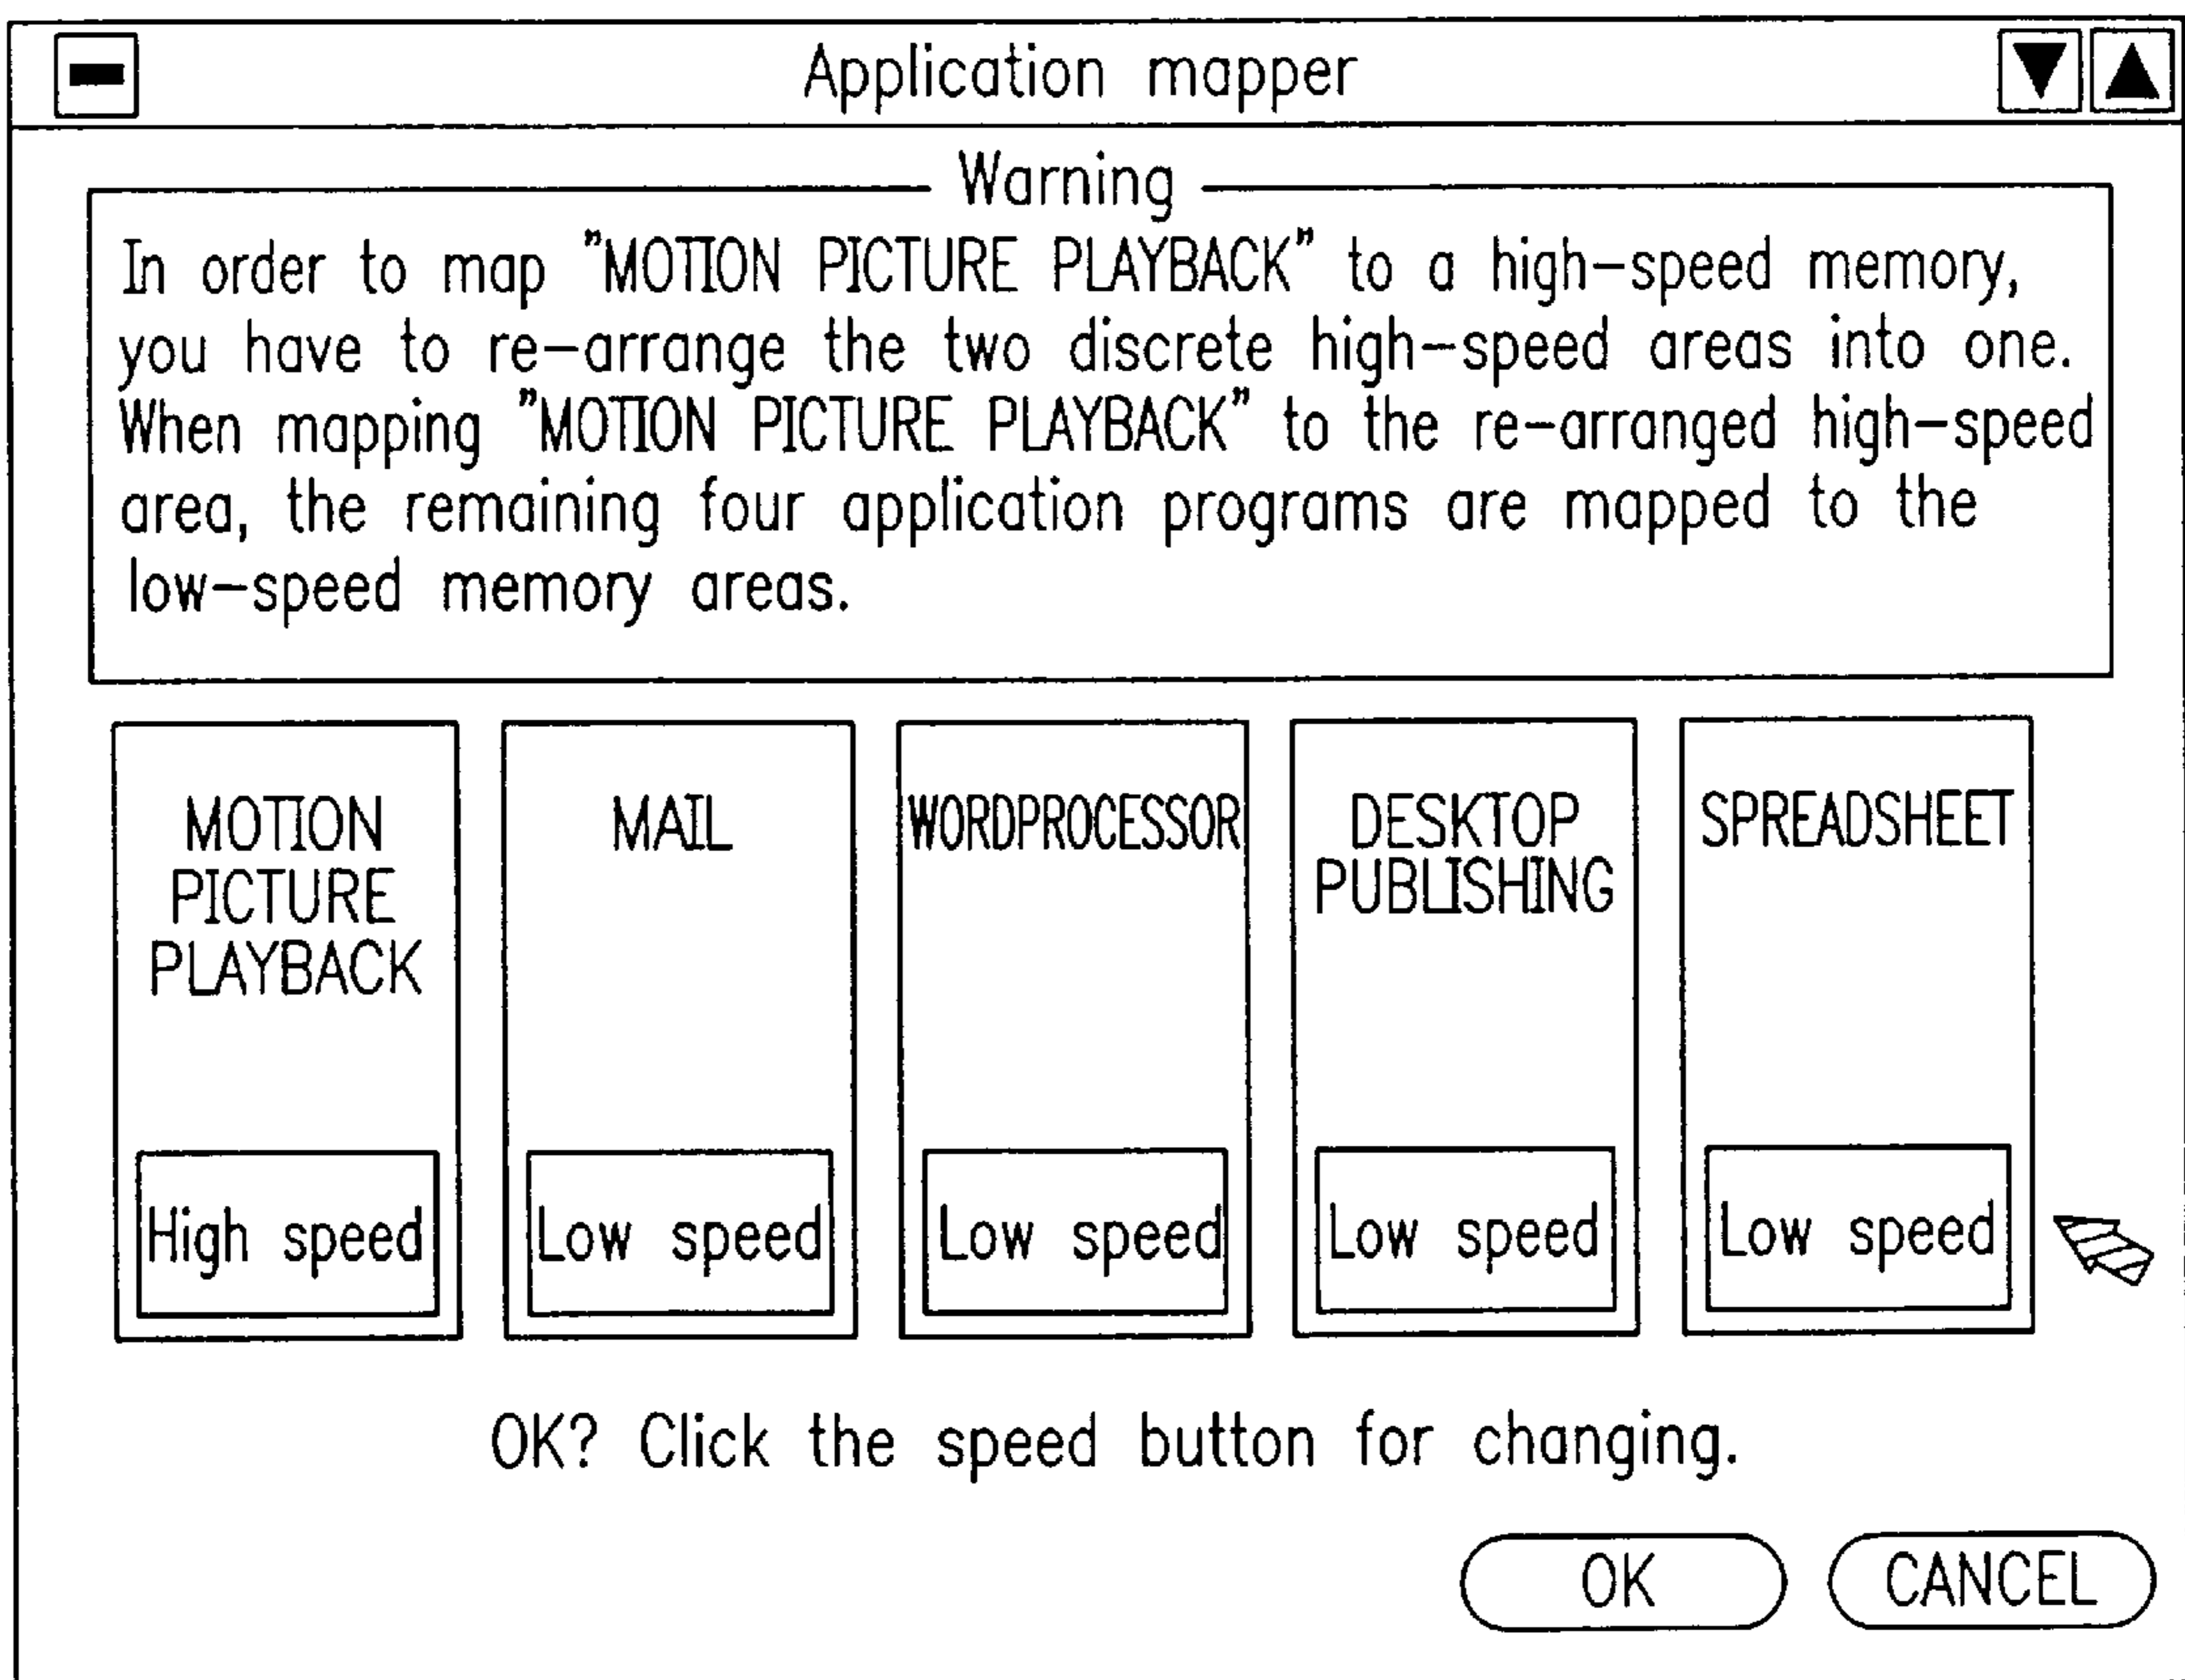 Application mapper
Warning
In order to map "MOTION PICTURE PLAYBACK" to a high-speed memory,
you have to re-arrange the two discrete high-speed areas into one.
When mapping "MOTION PICTURE PLAYBACK" to the re-arranged high-speed
area, the remaining four application programs are mapped to the
low-speed memory areas.
MOTION
PICTURE
PLAYBACK
High speed
MAIL
Low speed
WORDPROCESSOR
Low speed
DESKTOP
PUBLISHING
Low speed
SPREADSHEET
Low speed
OK? Click the speed button for changing.
OK
CANCEL